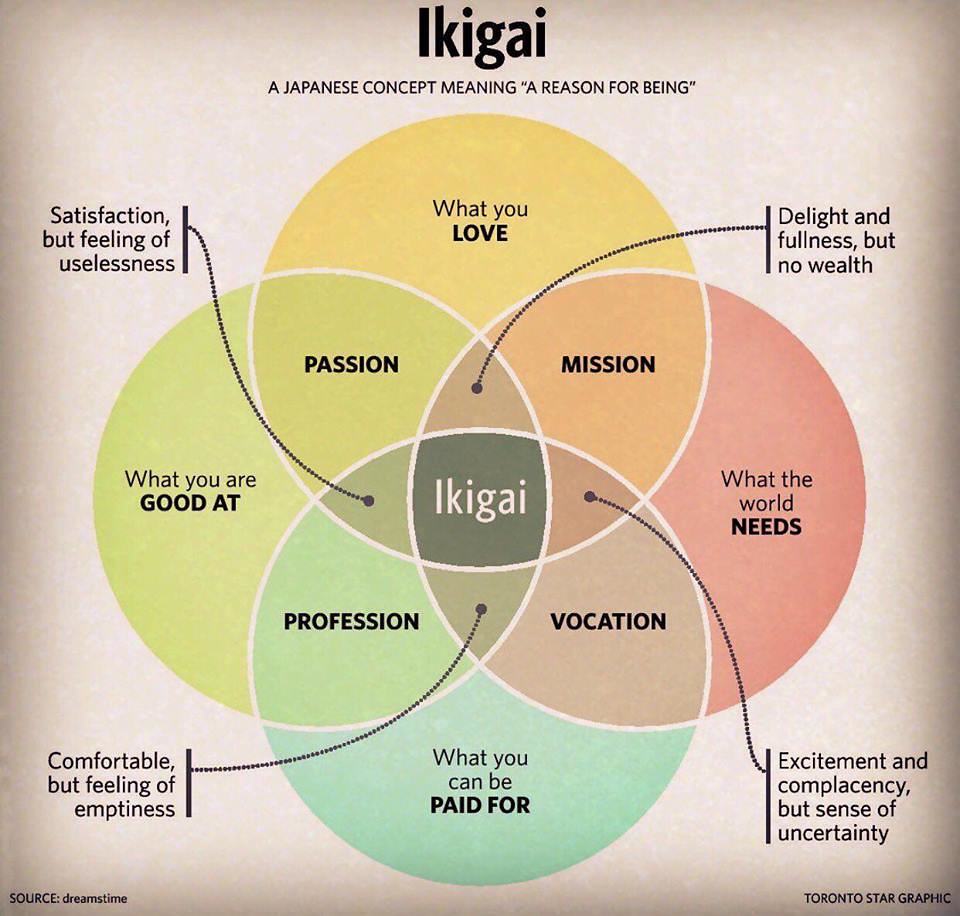 Ikigai
A JAPANESE CONCEPT MEANING “A REASON FOR BEING”
Satisfaction,
but feeling of
uselessness
What you
LOVE
Delight and
fullness, but
no wealth
PASSION
MISSION
What you are
GOOD AT
Ikigai
What the
world
NEEDS
PROFESSION
VOCATION
Comfortable,
but feeling of
emptiness
What you
can be
PAID FOR
Excitement and
complacency,
but sense of
uncertainty
SOURCE: dreamstime
TORONTO STAR GRAPHIC